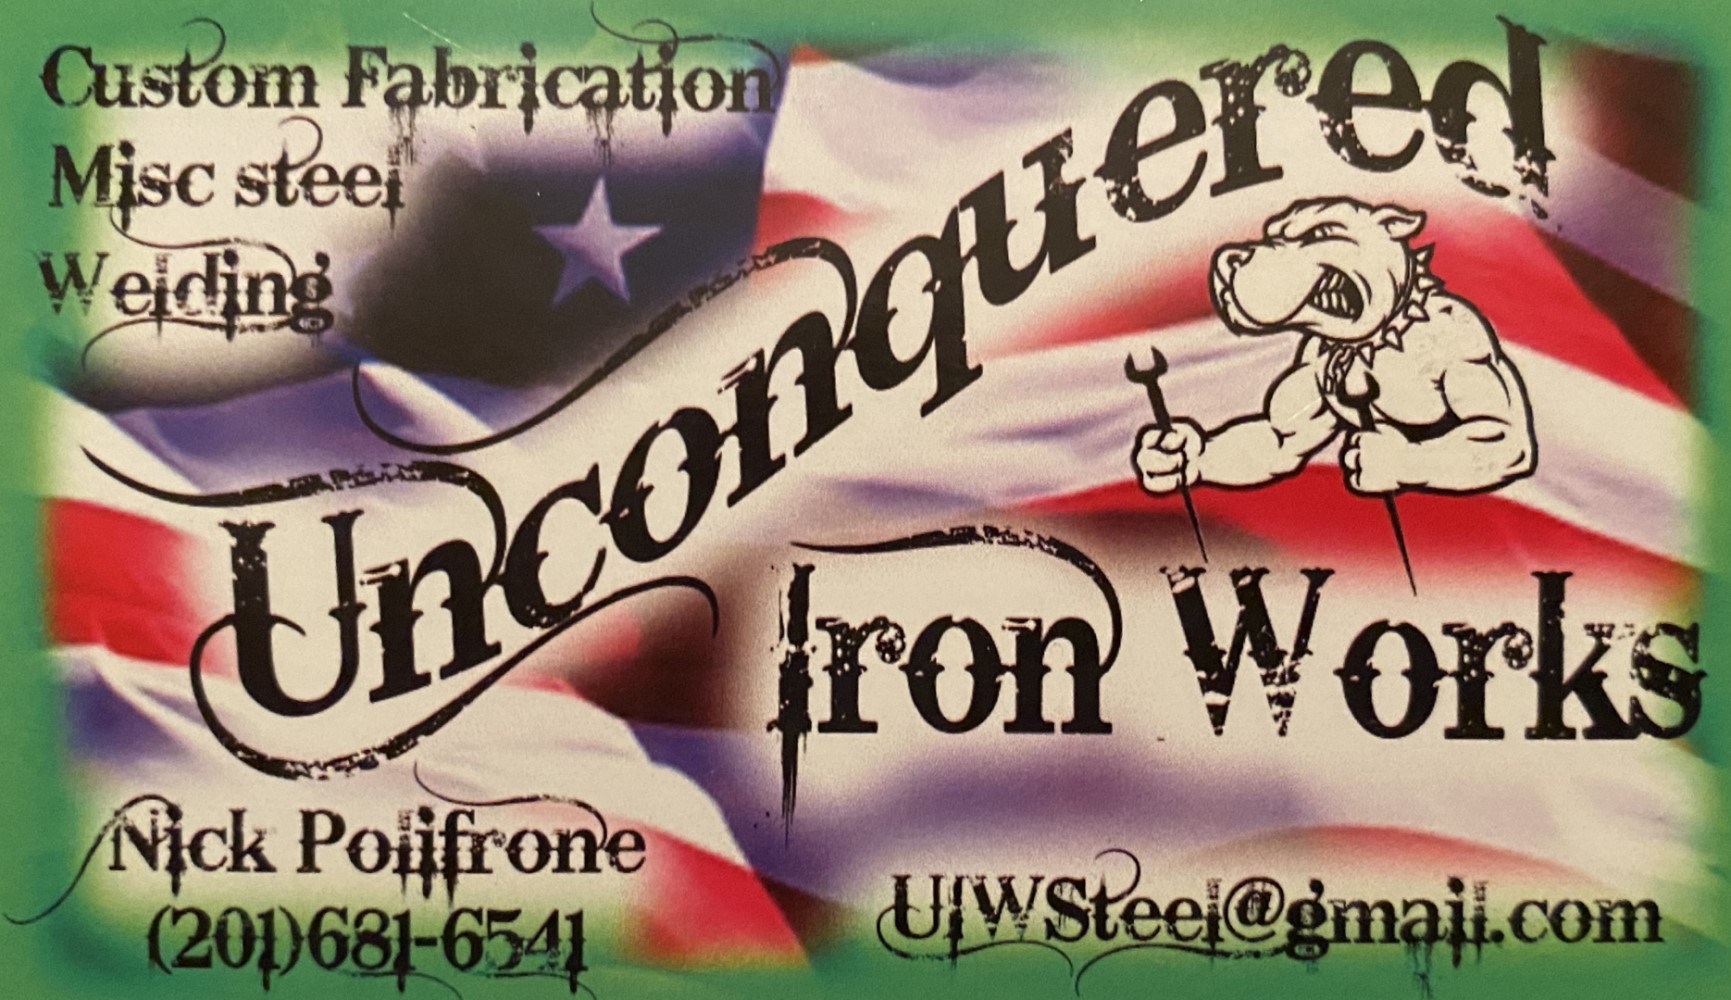 Custom Fabrication
Misc steel
Welding
Unconquered
Iron Works
Nick Polifrone
(201)681-6541
UIWSteel@gmail.com